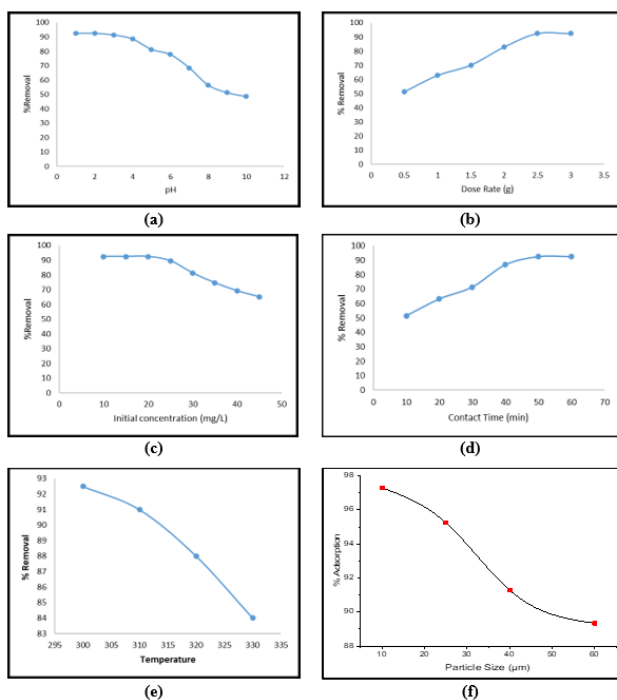 100
90
80
70
60
50
40
30
20
10
0
%Removal
0 2 4 6 8 10 12
pH
(a)
100
90
80
70
60
50
40
30
20
10
0
% Removal
0 0.5 1 1.5 2 2.5 3 3.5
Dose Rate (g)
(b)
100
90
80
70
60
50
40
30
20
10
0
%Removal
0 10 20 30 40 50
Initial concentration (mg/L)
(c)
100
90
80
70
60
50
40
30
20
10
0
% Removal
0 10 20 30 40 50 60 70
Contact Time (min)
(d)
93
92
91
90
89
88
87
86
85
84
83
% Removal
295 300 305 310 315 320 325 330 335
Temperature
(e)
98
96
94
92
90
88
% Adsorption
10 20 30 40 50 60
Particle Size (µm)
(f)